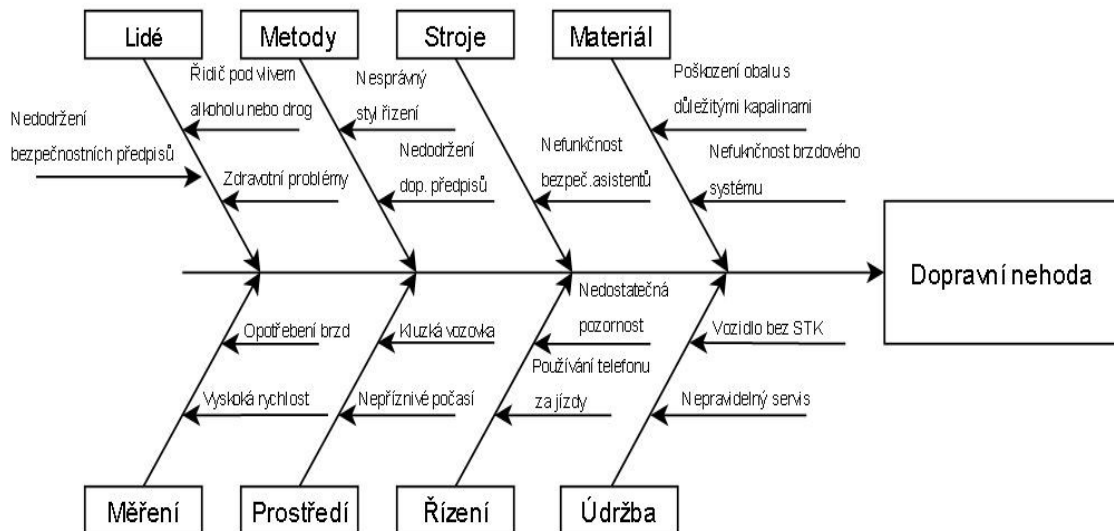 Lidé
Metody
Stroje
Materiál
Řidič pod vlivem
alkoholu nebo drog
Nedodržení
bezpečnostních předpisů
Zdravotní problémy
Nesprávný
styl řízení
Nedodržení
dop. předpisů
Nefunkčnost
bezpeč.asistentů
Poškození obalu s
důležitými kapalinami
Nefuknčnost brzdového
systému
Dopravní nehoda
Opotřebení brzd
Vyskoká rychlost
Kluzká vozovka
Nepříznivé počasí
Nedostatečná
pozornost
Používání telefonu
za jízdy
Vozidlo bez STK
Nepravidelný servis
Měření
Prostředí
Řízení
Údržba